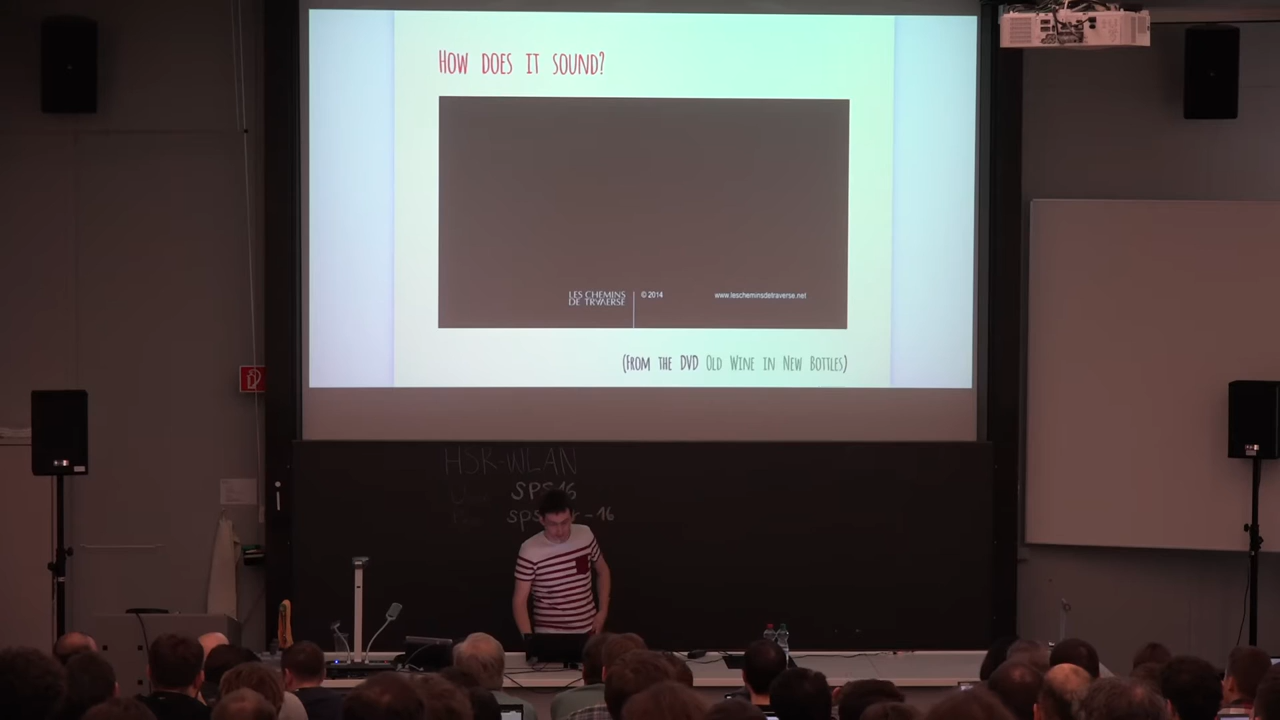 HOW DOES IT SOUND?
LES CHEMINS
DE TRAVERSE
© 2014
www.lescheminsdetraverse.net
(FROM THE DVD OLD WINE IN NEW BOTTLES)
HSR-WLAN
SPS16
-16